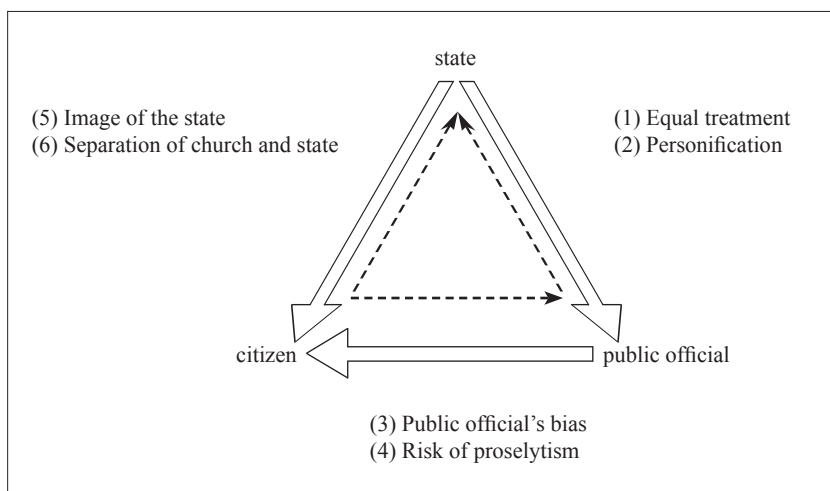 state
(5) Image of the state
(6) Separation of church and state
(1) Equal treatment
(2) Personification
citizen
public official
(3) Public official’s bias
(4) Risk of proselytism